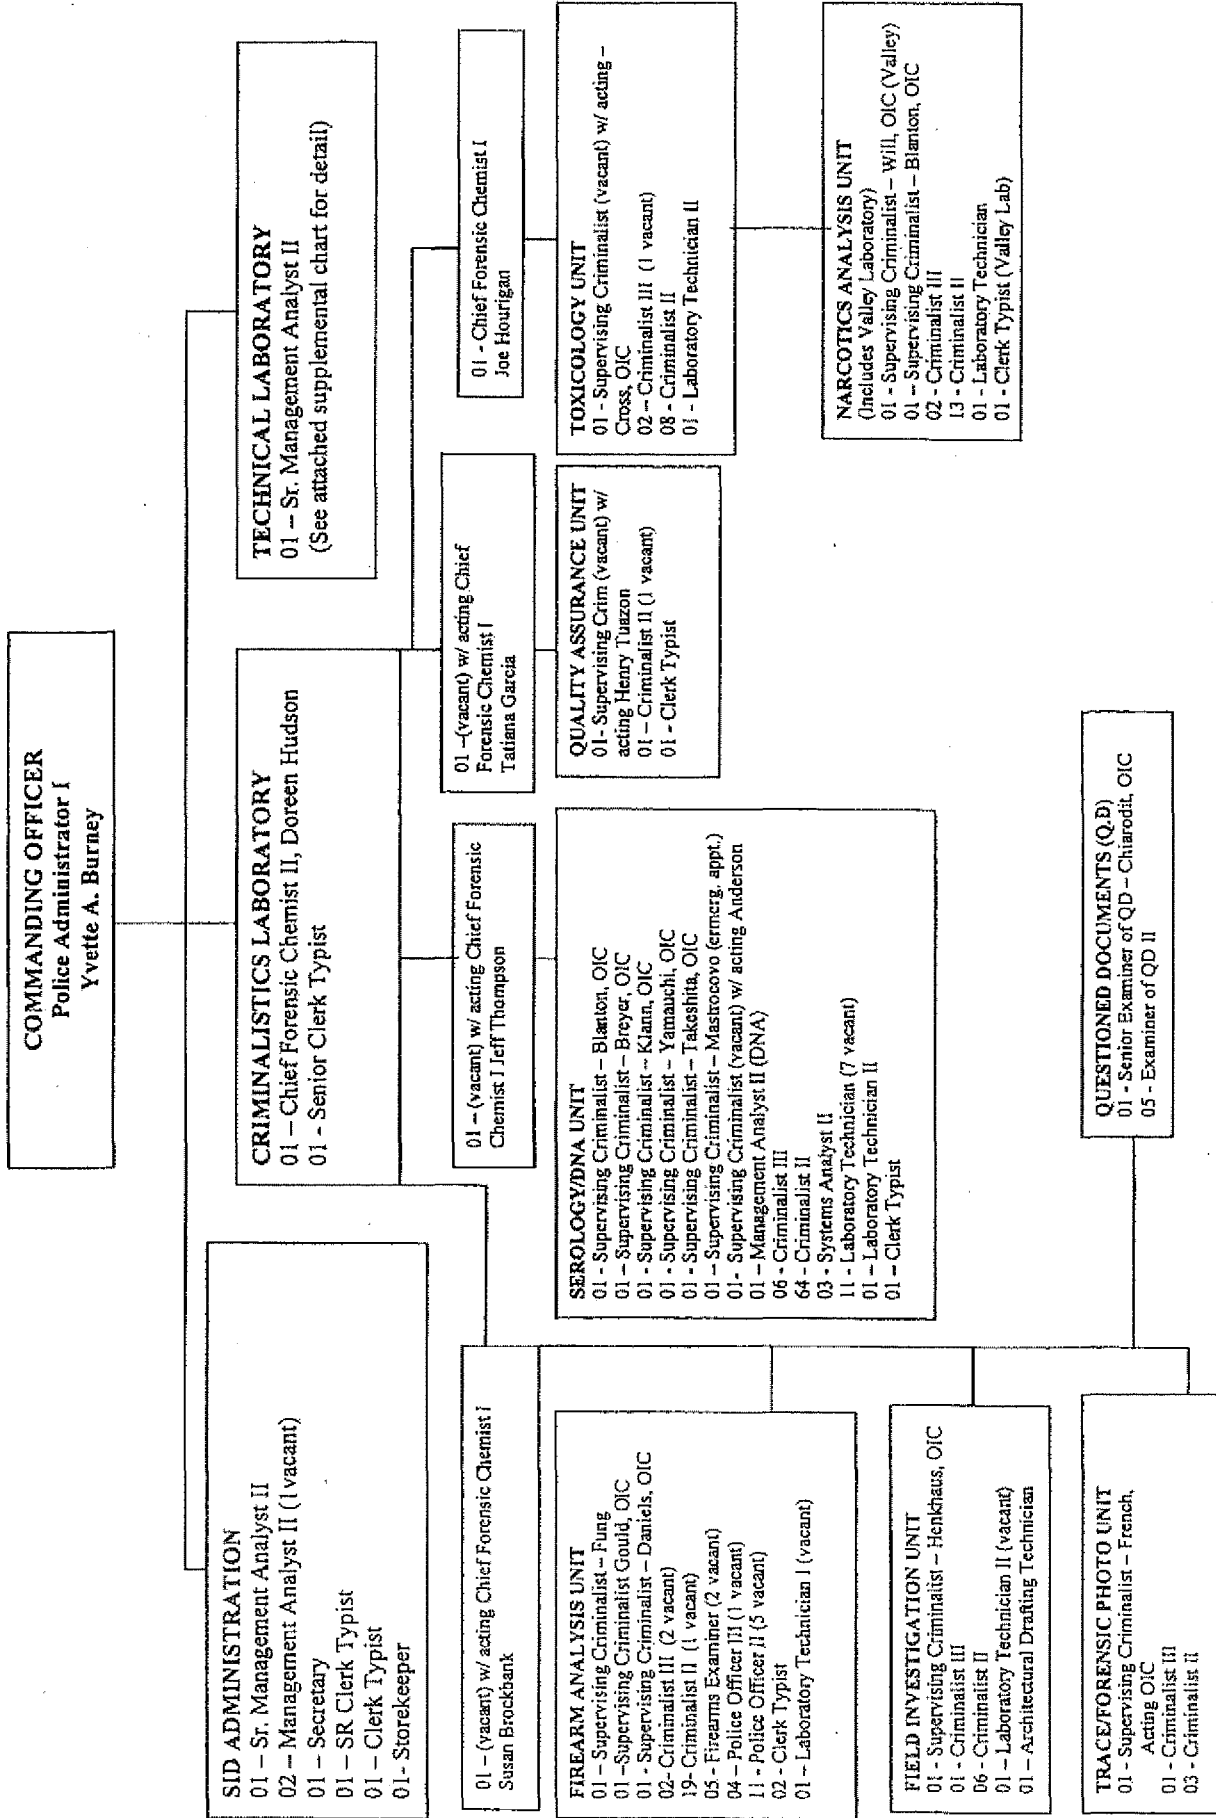 COMMANDING OFFICER
Police Administrator I
Yvette A. Burney
SID ADMINISTRATION
01 – Sr. Management Analyst II
02 – Management Analyst II (1vacant)
01 – Secretary
01 – SR Clerk Typist
01 – Clerk Typist
01- Storekeeper
CRIMINALISTICS LABORATORY
01 – Chief Forensic Chemist II, Doreen Hudson
01 - Senior Clerk Typist
TECHNICAL LABORATORY
01 – Sr. Management Analyst II
(See attached supplemental chart for detail)
01 – (vacant) w/ acting Chief Forensic Chemist I
Susan Brockbank
01 – (vacant) w/ acting Chief Forensic
Chemist I Jeff Thompson
01 –(vacant) w/ acting Chief
Forensic Chemist I
Tatiana Garcia
01 - Chief Forensic Chemist I
Joe Hourigan
FIREARM ANALYSIS UNIT
01 – Supervising Criminalist – Fung
01 –Supervising Criminalist Gould, OIC
01 - Supervising Criminalist – Daniels, OIC
02- Criminalist III (2 vacant)
19- Criminalist II (1 vacant)
05 - Firearms Examiner (2 vacant)
04 – Police Officer III (1 vacant)
11 - Police Officer II (5 vacant)
02 - Clerk Typist
01 – Laboratory Technician I (vacant)
SEROLOGY/DNA UNIT
01 - Supervising Criminalist – Blanton, OIC
01 – Supervising Criminalist – Breyer, OIC
01 - Supervising Criminalist – Klann, OIC
01 - Supervising Criminalist – Yamauchi, OIC
01 - Supervising Criminalist – Takeshita, OIC
01 – Supervising Criminalist – Mastrocovo (ermerg. appt.)
01- Supervising Criminalist (vacant) w/ acting Anderson
01 – Management Analyst II (DNA)
06 - Criminalist III
64 - Criminalist II
03 - Systems Analyst II
11 - Laboratory Technician (7 vacant)
01 – Laboratory Technician II
01 – Clerk Typist
QUALITY ASSURANCE UNIT
01- Supervising Crim (vacant) w/
acting Henry Tuazon
01 – Criminalist II (1 vacant)
01 - Clerk Typist
TOXICOLOGY UNIT
01 - Supervising Criminalist (vacant) w/ acting –
Cross, OIC
02 – Criminalist III (1 vacant)
08 - Criminalist II
01 - Laboratory Technician II
NARCOTICS ANALYSIS UNIT
(Includes Valley Laboratory)
01 - Supervising Criminalist – Will, OIC (Valley)
01 – Supervising Criminalist – Blanton, OIC
02 - Criminalist III
13 - Criminalist II
01 - Laboratory Technician
01 - Clerk Typist (Valley Lab)
FIELD INVESTIGATION UNIT
01 - Supervising Criminalist – Henkhaus, OIC
01 - Criminalist III
06 - Criminalist II
01 – Laboratory Technician II (vacant)
01 – Architectural Drafting Technician
QUESTIONED DOCUMENTS (Q.D)
01 - Senior Examiner of QD – Chiarodit, OIC
05 - Examiner of QD II
TRACE/FORENSIC PHOTO UNIT
01 - Supervising Criminalist – French,
Acting OIC
01 - Criminalist III
03 - Criminalist II